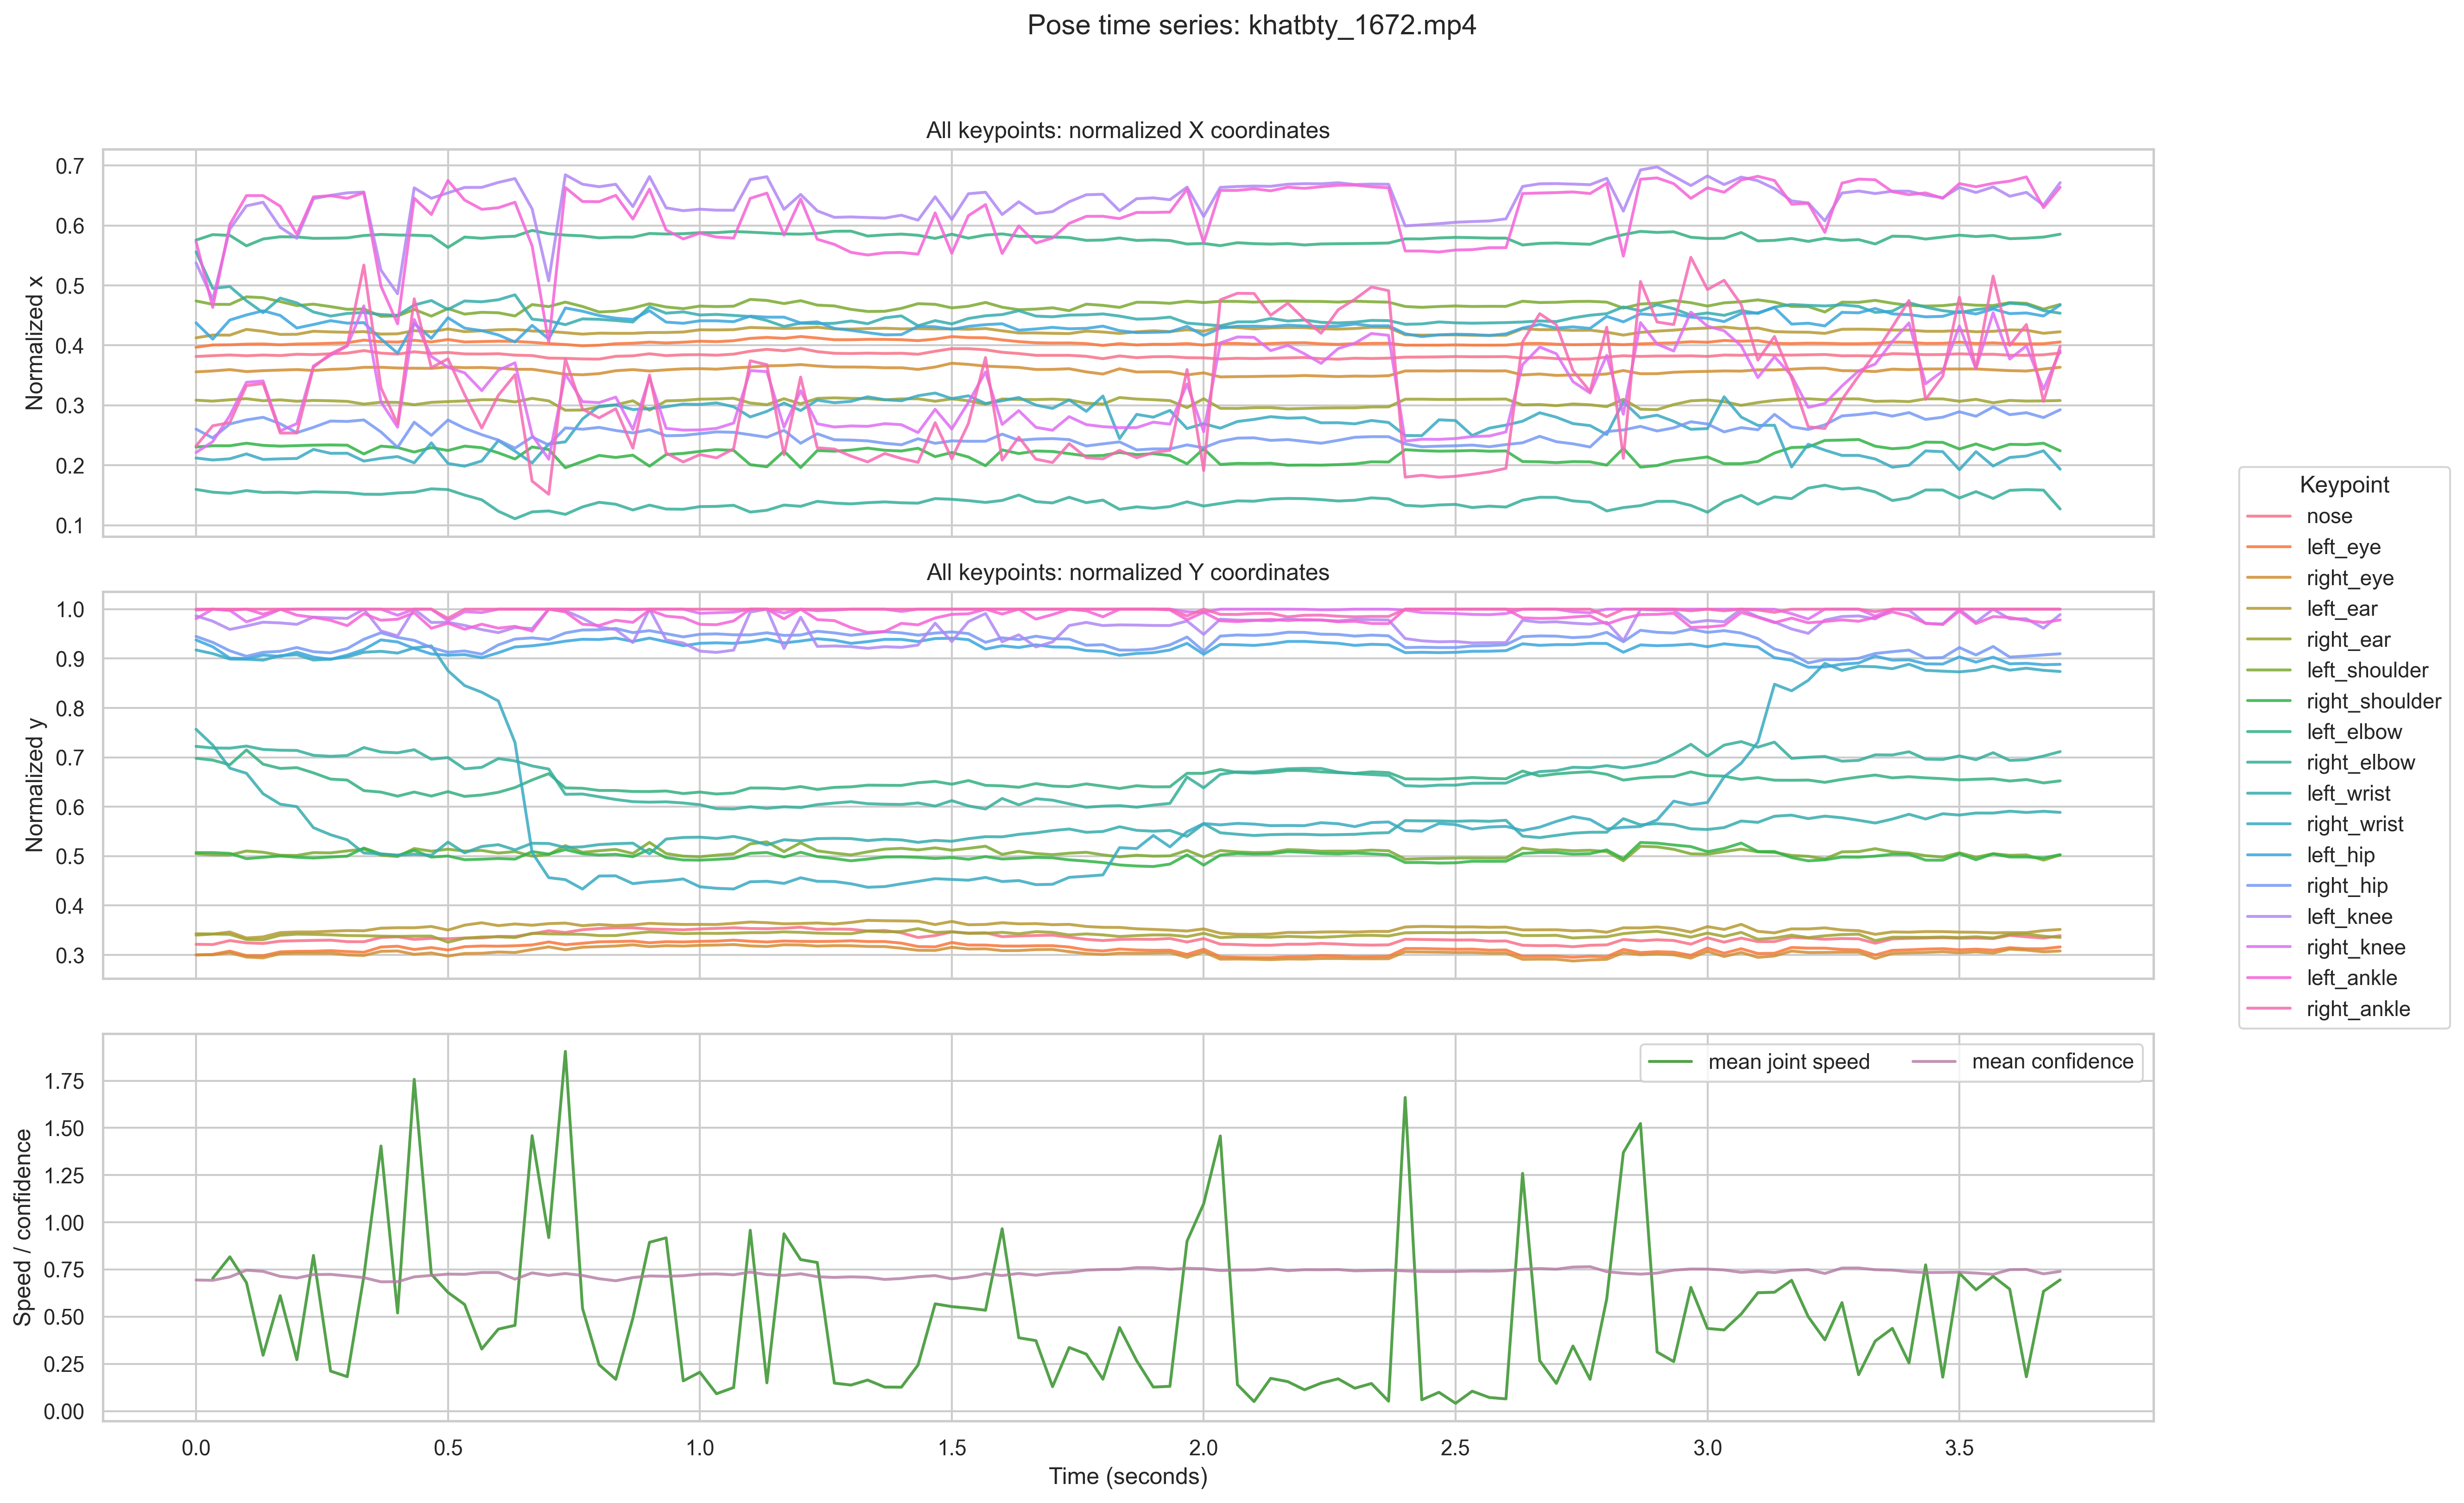 Pose time series: khatbty_1672.mp4
All keypoints: normalized X coordinates
Normalized x
0.7
0.6
0.5
0.4
0.3
0.2
0.1
All keypoints: normalized Y coordinates
Normalized y
1.0
0.9
0.8
0.7
0.6
0.5
0.4
0.3
Keypoint
nose
left_eye
right_eye
left_ear
right_ear
left_shoulder
right_shoulder
left_elbow
right_elbow
left_wrist
right_wrist
left_hip
right_hip
left_knee
right_knee
left_ankle
right_ankle
mean joint speed mean confidence
Speed / confidence
1.75
1.50
1.25
1.00
0.75
0.50
0.25
0.00
0.0 0.5 1.0 1.5 2.0 2.5 3.0 3.5
Time (seconds)